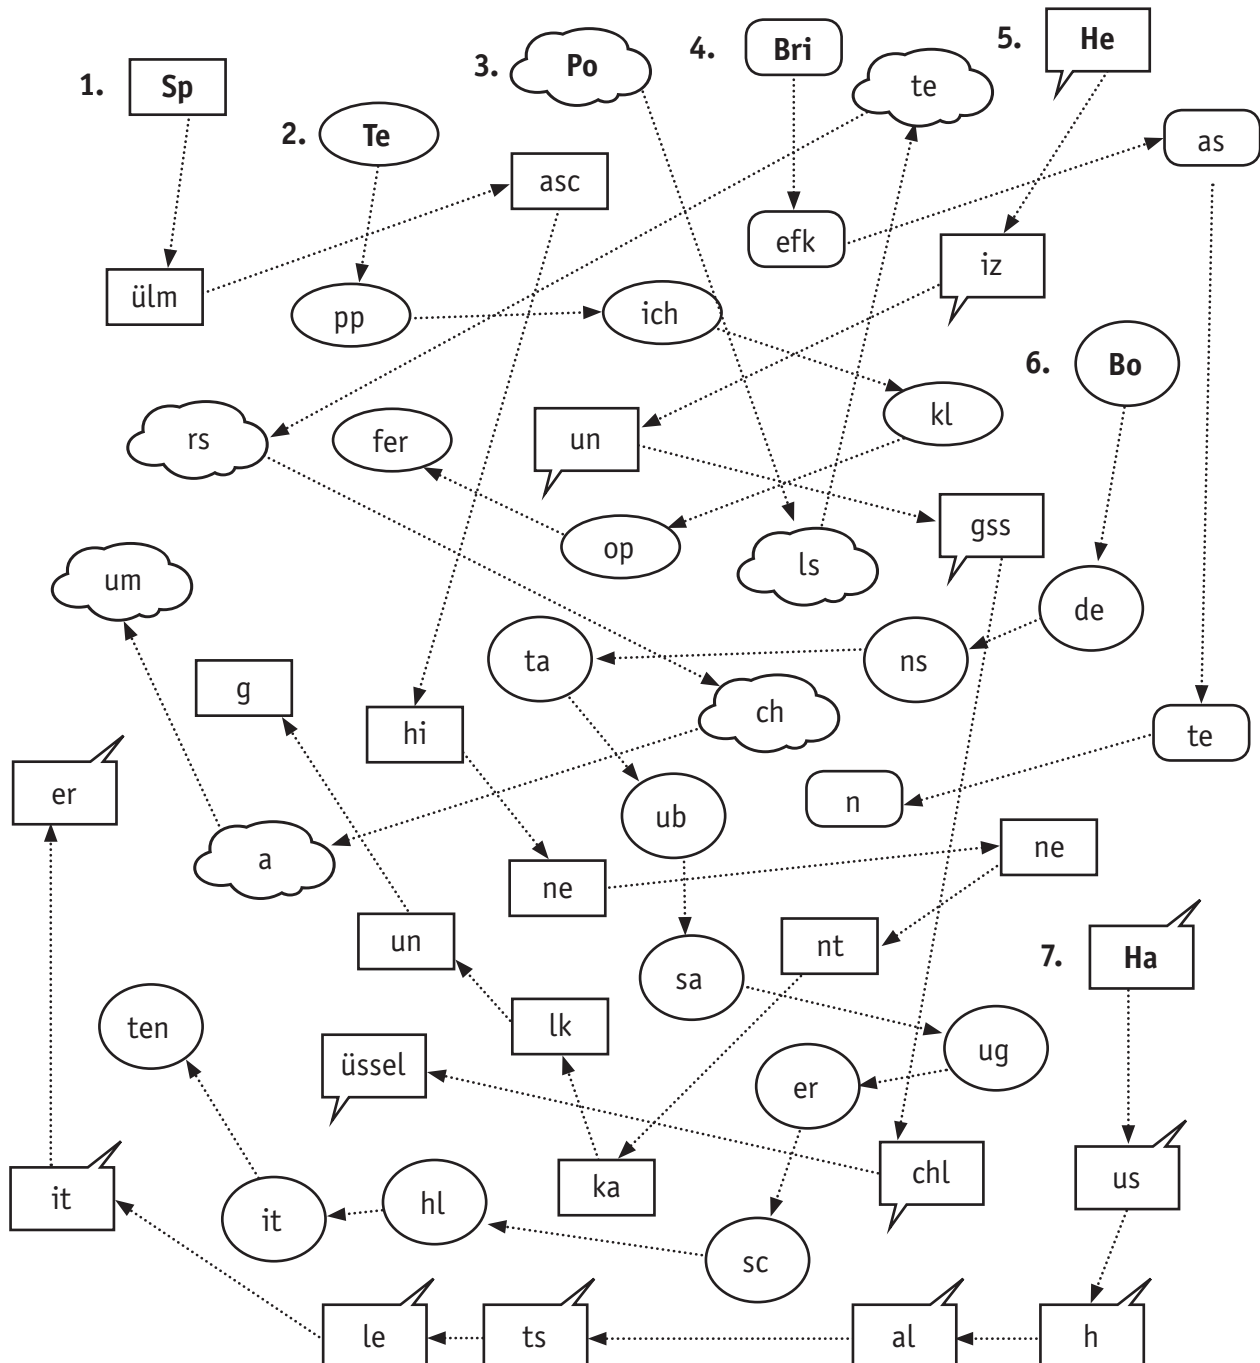 3. Po
4. Bri
5. He
te
1. Sp
2. Te
as
asc
efk
iz
ülm
pp
ich
6. Bo
kl
rs
fer
un
gss
op
ls
um
de
ta
ns
g
ch
hi
te
er
n
ub
a
ne
ne
un
nt
7. Ha
sa
ten
lk
ug
üssel
er
chl
us
ka
it
hl
it
sc
le
ts
al
h